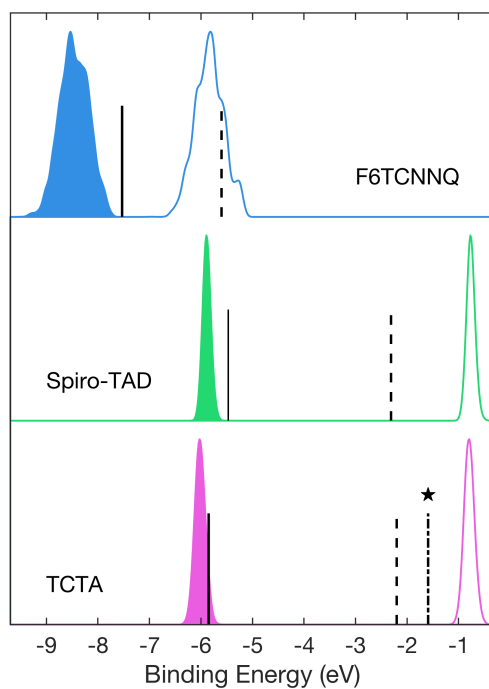 F6TCNNQ
Spiro-TAD
TCTA
-9 -8 -7 -6 -5 -4 -3 -2 -1
Binding Energy (eV)